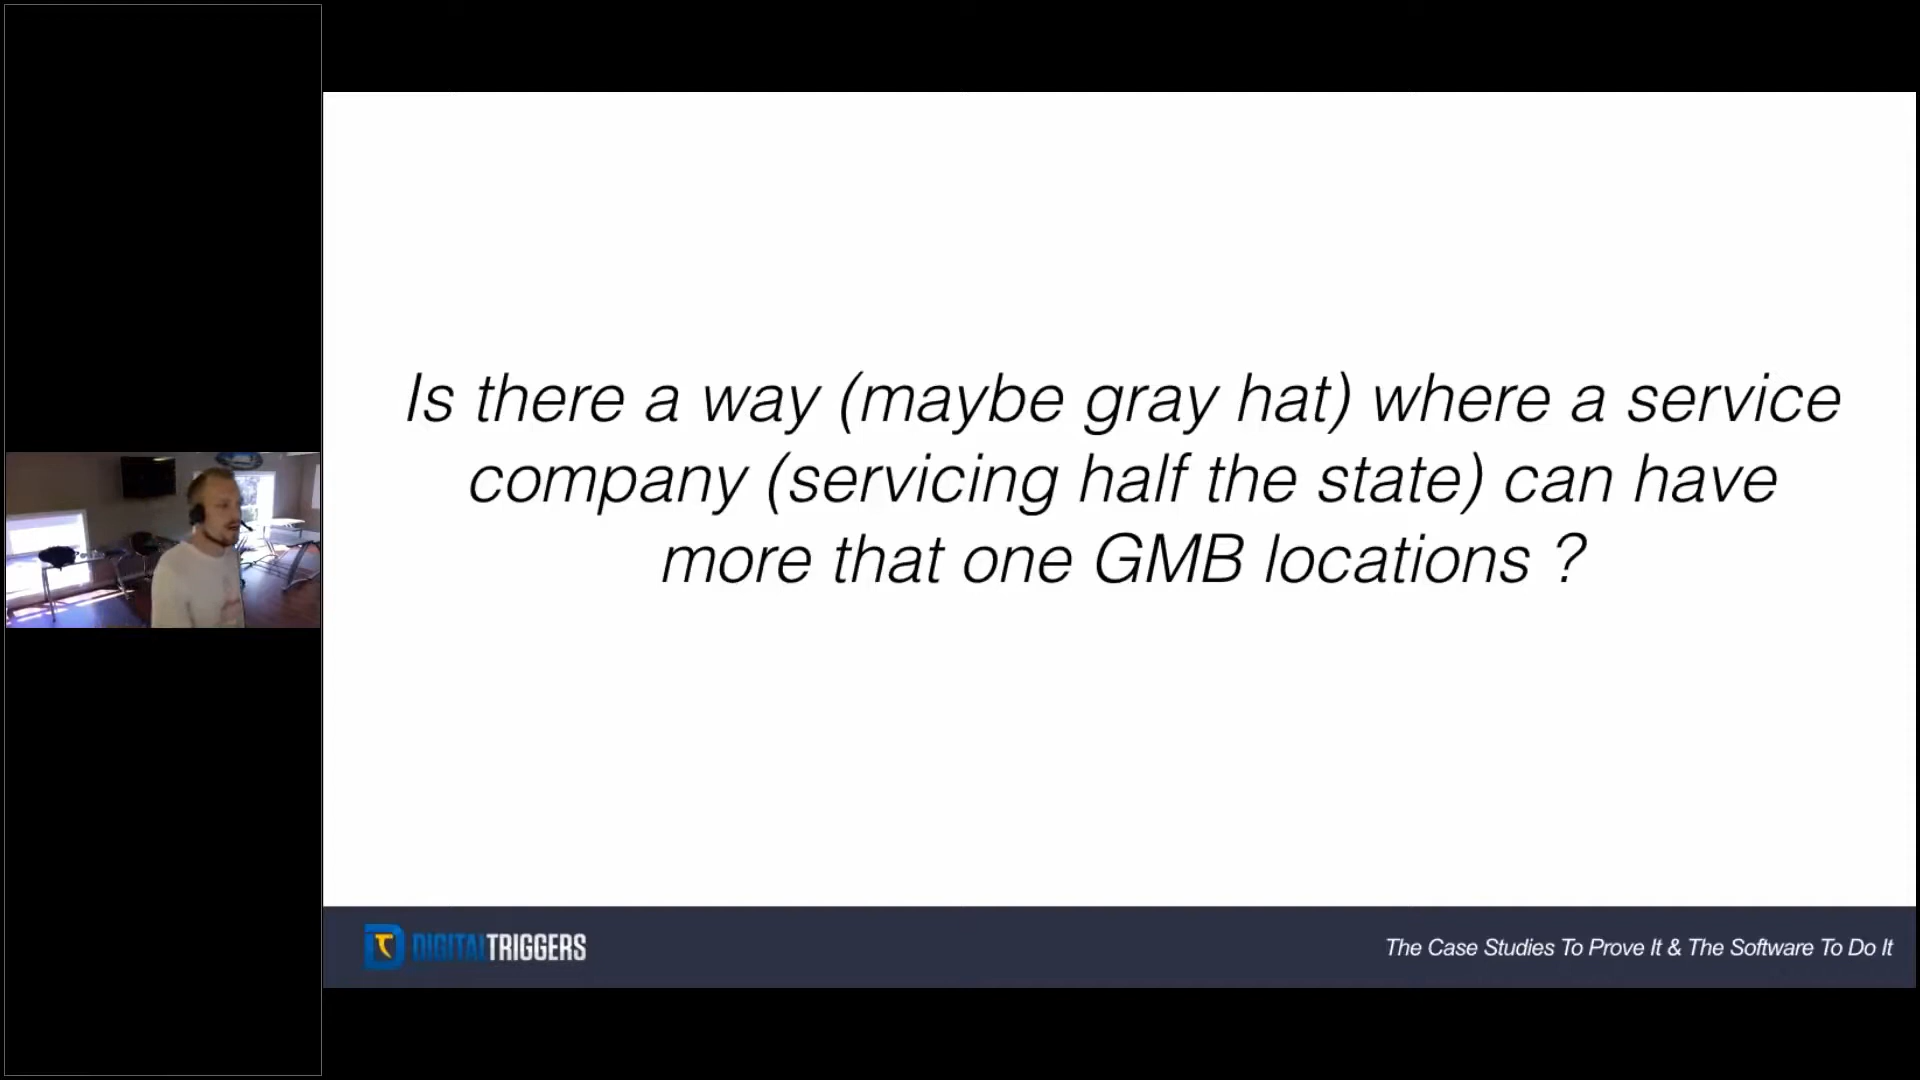 Is there a way (maybe gray hat) where a service
company (servicing half the state) can have
more that one GMB locations ?
DIGITALTRIGGERS
The Case Studies To Prove It & The Software To Do It